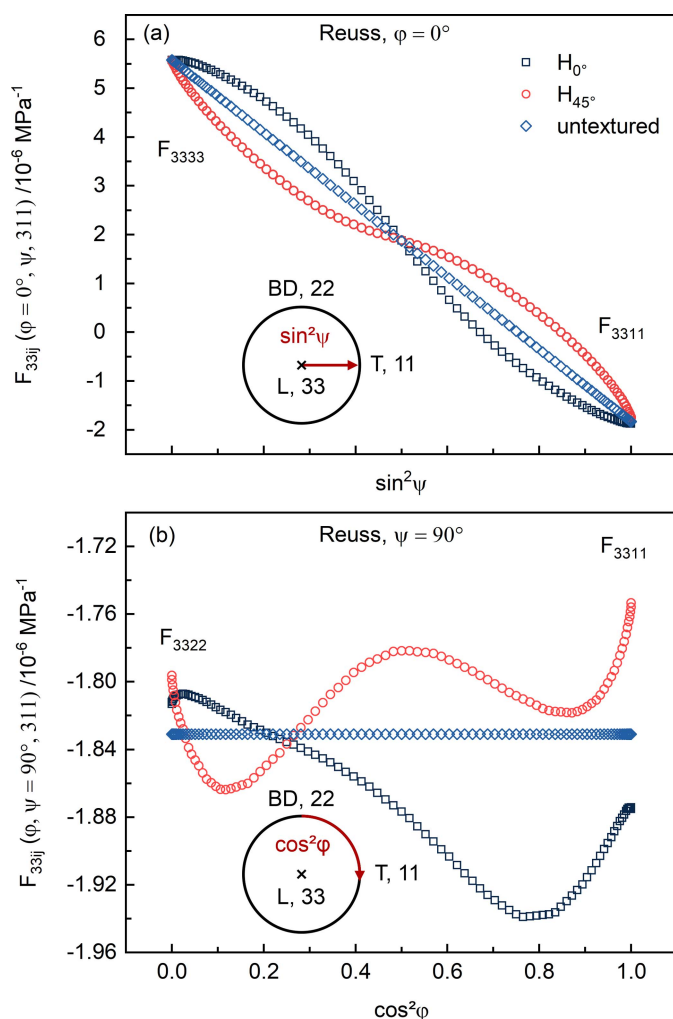 (a) Reuss, φ = 0°
H0°
H45°
untextured
F3333
F3311
BD, 22
sin²ψ
T, 11
L, 33
6
5
4
3
2
1
0
-1
-2
F33ij (φ = 0°, ψ, 311) /10-6 MPa-1
sin²ψ
(b) Reuss, ψ = 90°
F3311
F3322
BD, 22
cos²φ
T, 11
L, 33
-1.72
-1.76
-1.80
-1.84
-1.88
-1.92
-1.96
F33ij (φ, ψ = 90°, 311) /10-6 MPa-1
0.0 0.2 0.4 0.6 0.8 1.0
cos²φ